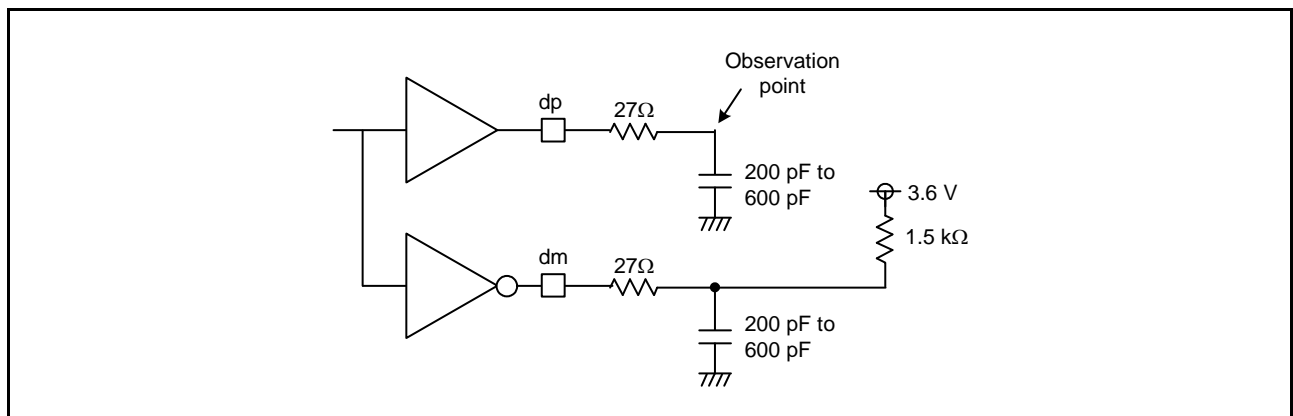 Observation
point
dp
27Ω
200 pF to
600 pF
3.6 V
1.5 kΩ
dm
27Ω
200 pF to
600 pF